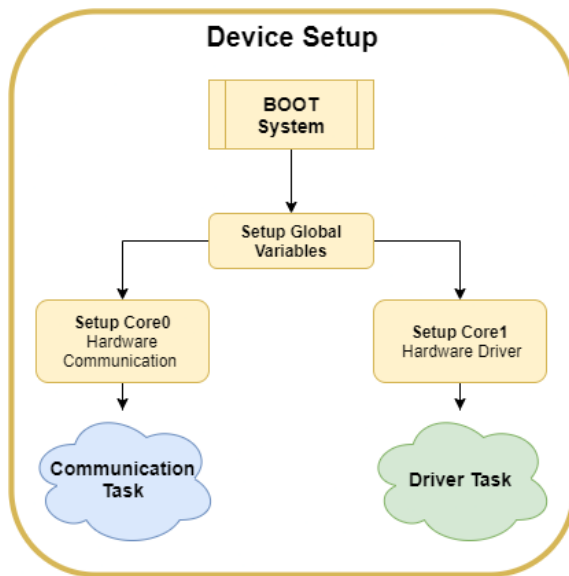 Device Setup
BOOT
System
Setup Global
Variables
Setup Core0
Hardware
Communication
Setup Core1
Hardware Driver
Communication
Task
Driver Task